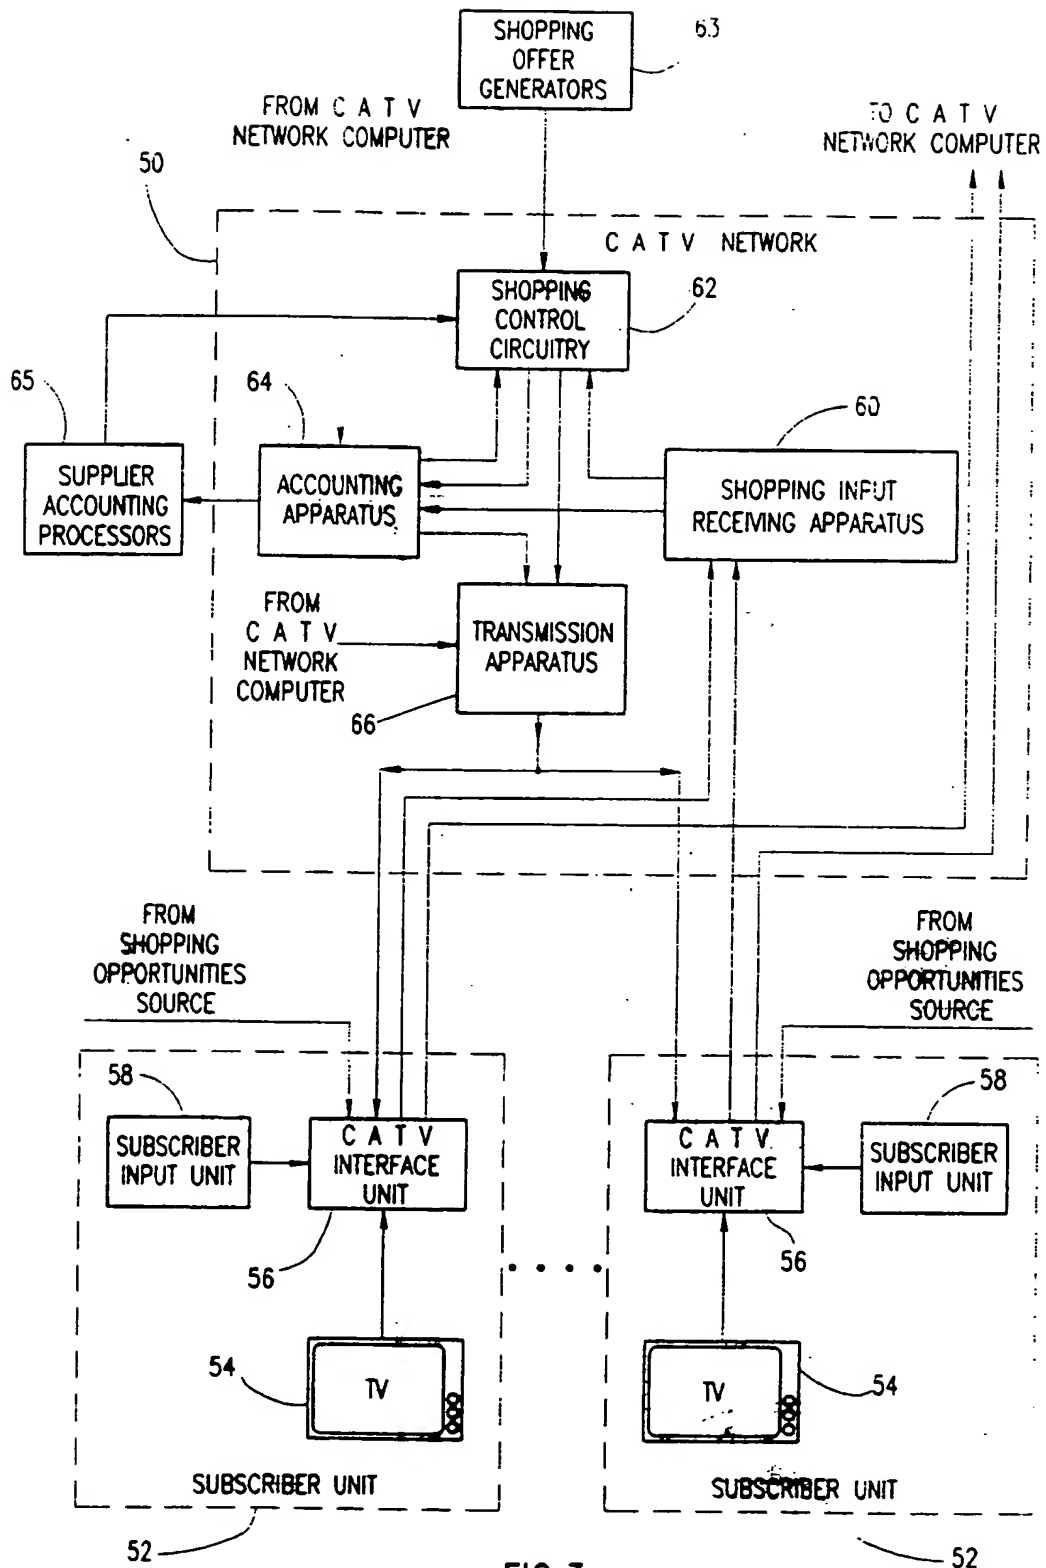 SHOPPING
OFFER
GENERATORS
63
FROM C A T V
NETWORK COMPUTER
TO C A T V
NETWORK COMPUTER
50
C A T V NETWORK
SHOPPING
CONTROL
CIRCUITRY
62
65
64
60
SUPPLIER
ACCOUNTING
PROCESSORS
ACCOUNTING
APPARATUS
SHOPPING INPUT
RECEIVING APPARATUS
FROM
C A T V
NETWORK
COMPUTER
TRANSMISSION
APPARATUS
66
FROM
SHOPPING
OPPORTUNITIES
SOURCE
FROM
SHOPPING
OPPORTUNITIES
SOURCE
58
SUBSCRIBER
INPUT UNIT
C A T V
INTERFACE
UNIT
56
C A T V
INTERFACE
UNIT
56
58
SUBSCRIBER
INPUT UNIT
54
TV
TV
54
SUBSCRIBER UNIT
SUBSCRIBER UNIT
52
52